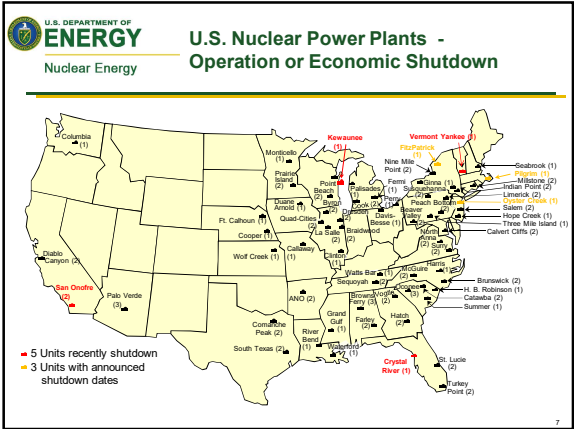 U.S. DEPARTMENT OF
ENERGY
Nuclear Energy
U.S. Nuclear Power Plants -
Operation or Economic Shutdown
Columbia
(1)
Diablo
Canyon (2)
San Onofre
(2)
Palo Verde
(3)
Monticello
(1)
Prairie
Island
(2)
Duane
Arnold (1)
Ft. Calhoun (1)
Cooper (1)
Wolf Creek (1)
Callaway
(1)
Quad-Cities
(2)
Kewaunee
(1)
Point
Beach
(2)
Byron
(2)
Dresden
(2)
La Salle
(2)
Braidwood
(2)
Clinton
(1)
Palisades
(1)
Cook (2)
Fermi
(1)
Davis-
Besse (1)
Perry
(1)
Beaver
Valley
(2)
Nine Mile
Point (2)
FitzPatrick
(1)
Ginna (1)
Susquehanna
(2)
Peach Bottom
(2)
Vermont Yankee (1)
Seabrook (1)
Pilgrim (1)
Millstone (2)
Indian Point (2)
Limerick (2)
Oyster Creek (1)
Salem (2)
Hope Creek (1)
Three Mile Island (1)
Calvert Cliffs (2)
North
Anna
(2)
Surry
(2)
Harris
(1)
Brunswick (2)
H. B. Robinson (1)
Catawba (2)
Summer (1)
McGuire
(2)
Oconee
(3)
Watts Bar (1)
Sequoyah (2)
Browns
Ferry (3)
Vogtle
(2)
Hatch
(2)
Farley
(2)
ANO (2)
Grand
Gulf
(1)
River
Bend
(1)
Waterford
(1)
Comanche
Peak (2)
South Texas (2)
Crystal
River (1)
St. Lucie
(2)
Turkey
Point (2)
5 Units recently shutdown
3 Units with announced
shutdown dates
7